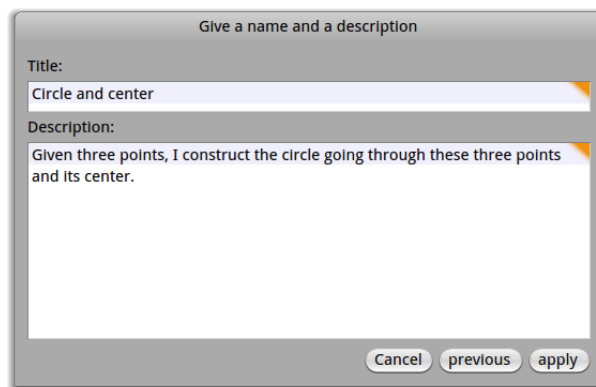 Give a name and a description
Title:
Circle and center
Description:
Given three points, I construct the circle going through these three points
and its center.
Cancel previous apply